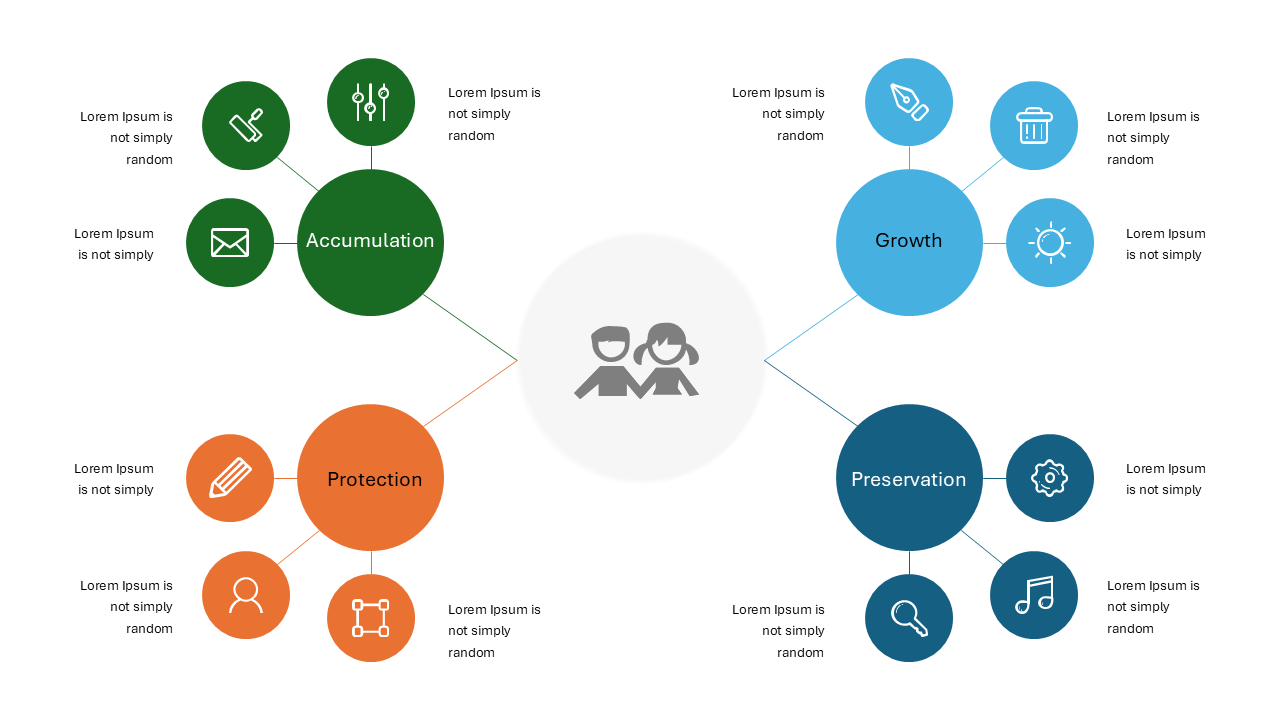 Lorem Ipsum is
not simply
random
Lorem Ipsum is
not simply
random
Lorem Ipsum
is not simply
Accumulation
Lorem Ipsum is
not simply
random
Lorem Ipsum is
not simply
random
Lorem Ipsum
is not simply
Growth
Lorem Ipsum
is not simply
Protection
Lorem Ipsum is
not simply
random
Lorem Ipsum is
not simply
random
Preservation
Lorem Ipsum
is not simply
Lorem Ipsum is
not simply
random
Lorem Ipsum is
not simply
random